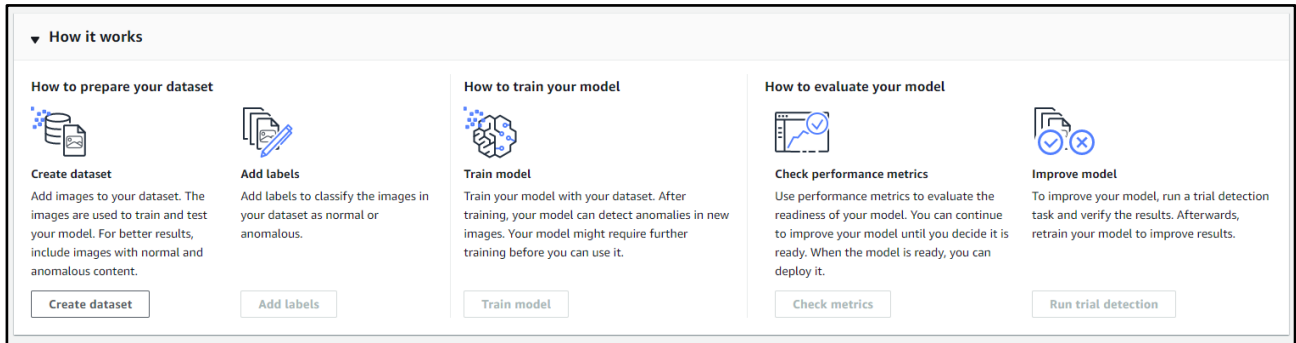 How it works
How to prepare your dataset
Create dataset
Add images to your dataset. The
images are used to train and test
your model. For better results,
include images with normal and
anomalous content.
Create dataset
Add labels
Add labels to classify the images in
your dataset as normal or
anomalous.
Add labels
How to train your model
Train model
Train your model with your dataset. After
training, your model can detect anomalies in new
images. Your model might require further
training before you can use it.
Train model
How to evaluate your model
Check performance metrics
Use performance metrics to evaluate the
readiness of your model. You can continue
to improve your model until you decide it is
ready. When the model is ready, you can
deploy it.
Check metrics
Improve model
To improve your model, run a trial detection
task and verify the results. Afterwards,
retrain your model to improve results.
Run trial detection